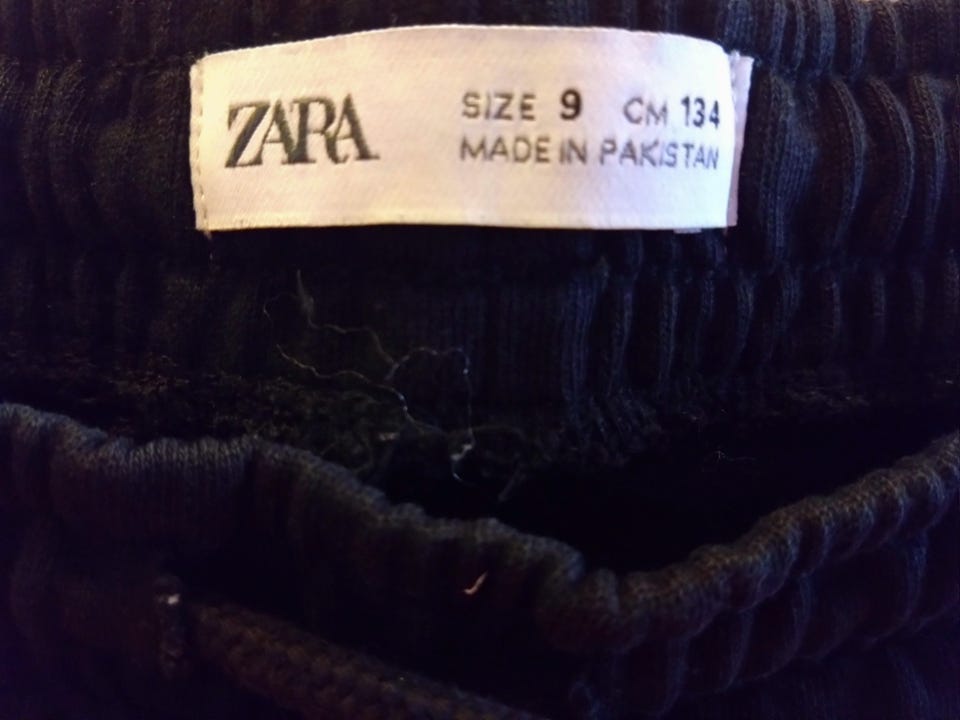 ZARA
SIZE 9 CM 134
MADE IN PAKISTAN